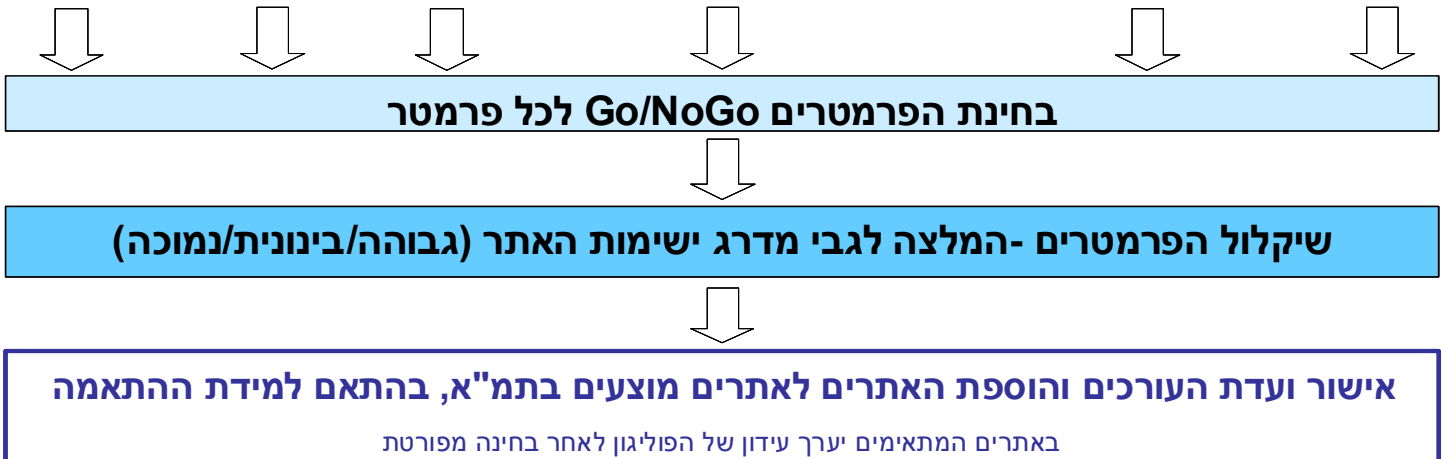 בחינת הפרמטרים Go/NoGo לכל פרמטר
שיקלול הפרמטרים -המלצה לגבי מדרג ישימות האתר (גבוהה/בינונית/נמוכה)
אישור ועדת העורכים והוספת האתרים לאתרים מוצעים בתמ"א, בהתאם למידת ההתאמה
באתרים המתאימים יערך עידון של הפוליגון לאחר בחינה מפורטת